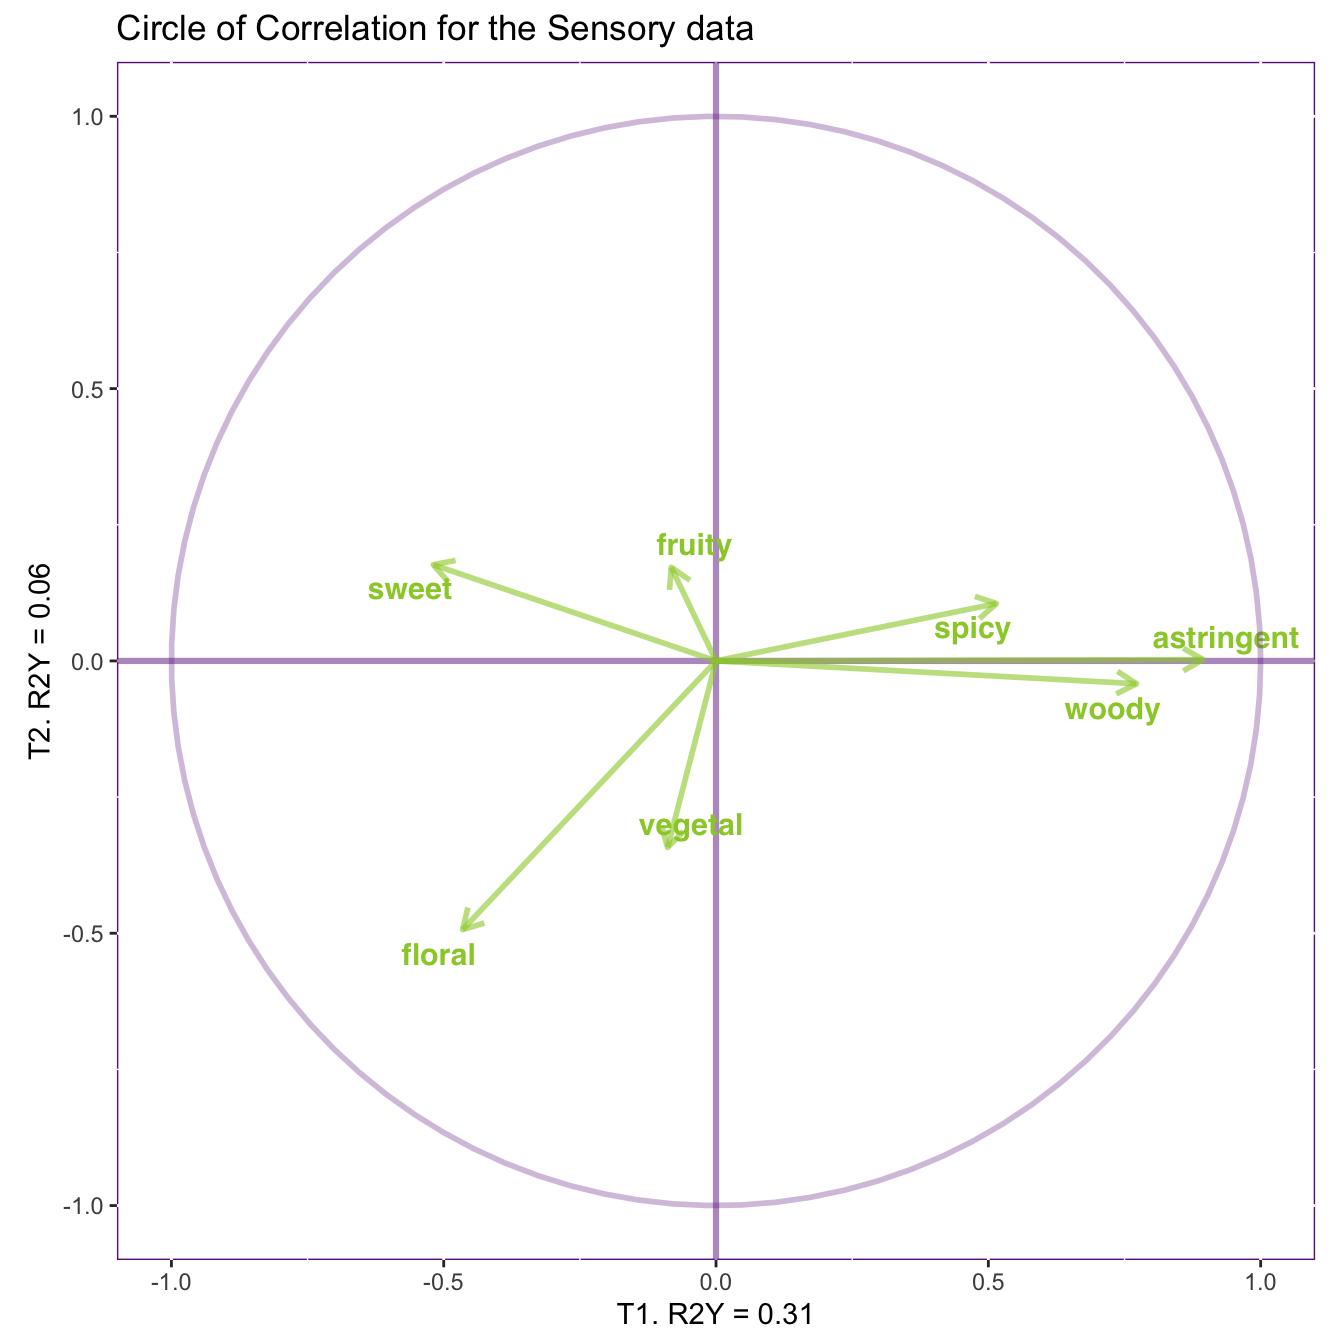 Circle of Correlation for the Sensory data
1.0
0.5
0.0
-0.5
-1.0
T2. R2Y = 0.06
fruity
sweet
spicy
astringent
woody
vegetal
floral
-1.0
-0.5
0.0
0.5
1.0
T1. R2Y = 0.31